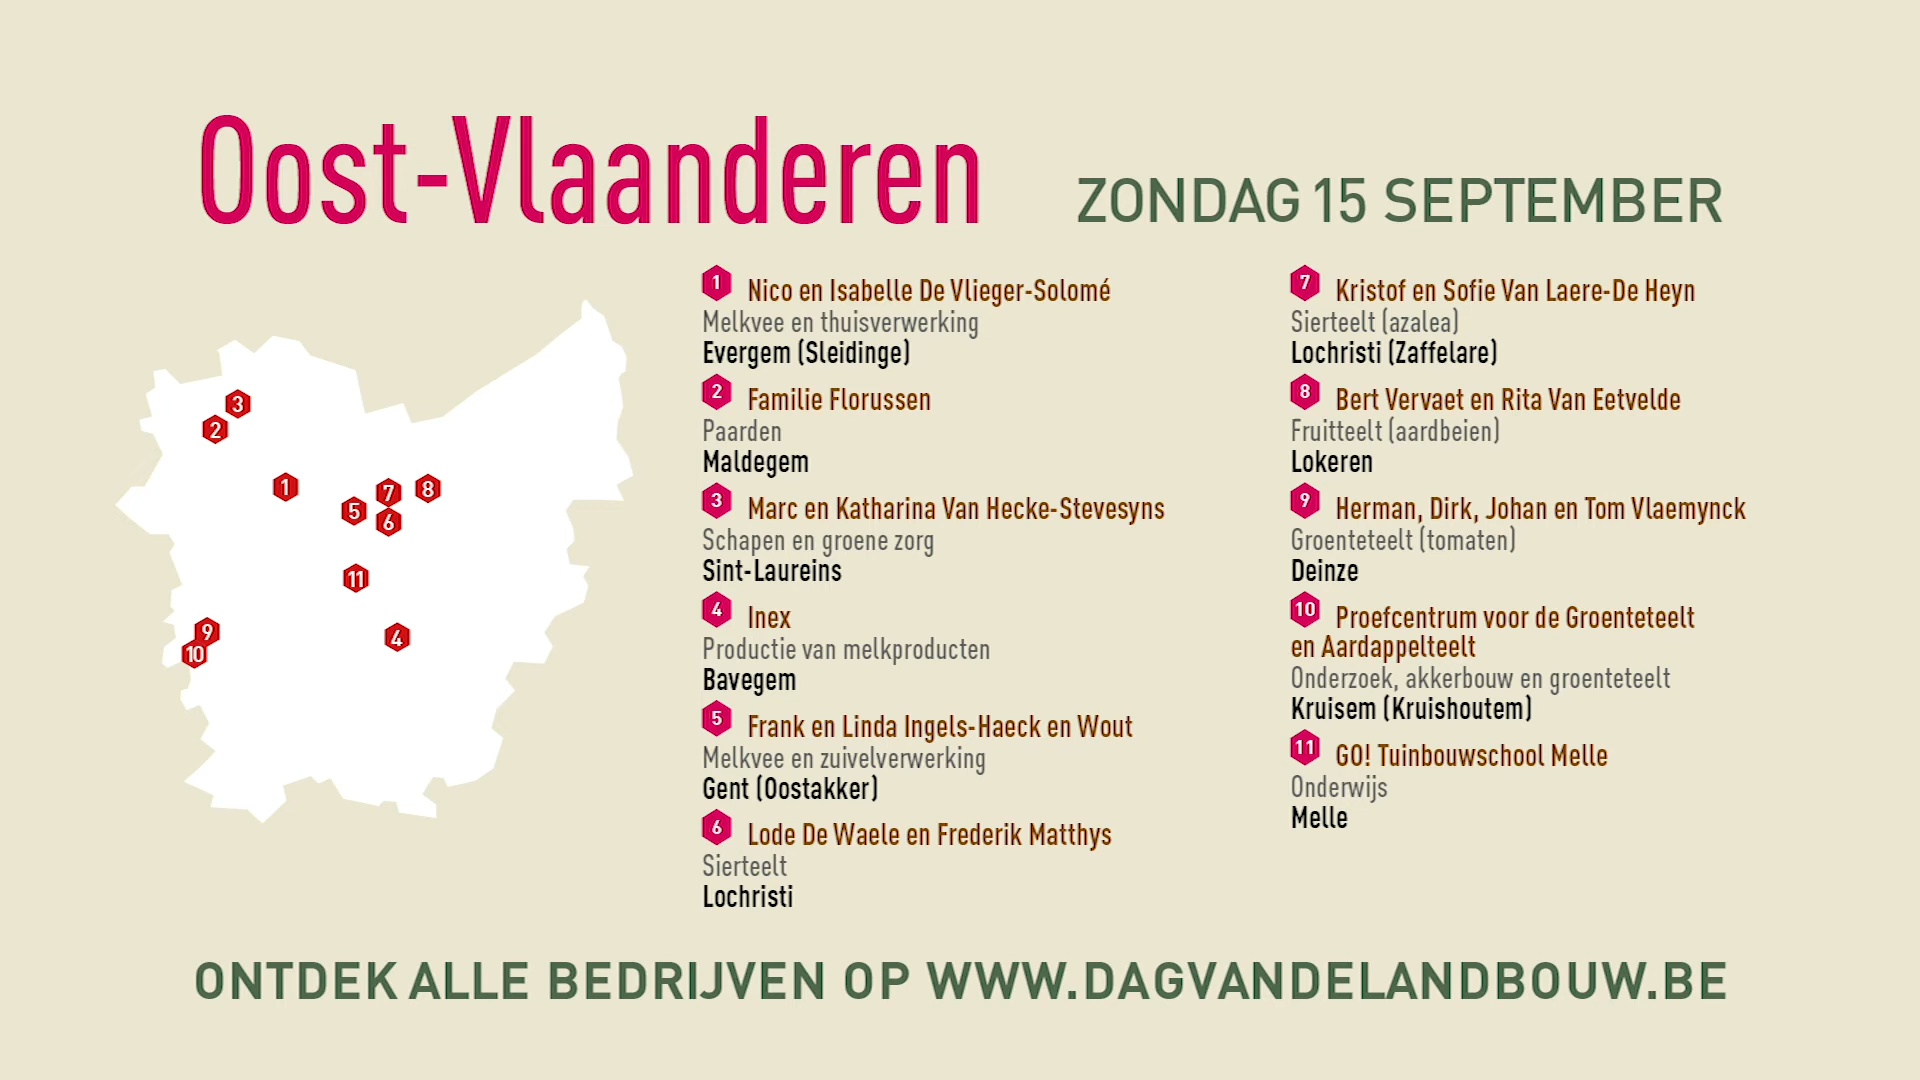 Oost-Vlaanderen
ZONDAG 15 SEPTEMBER
3
2
1
5
7
6
8
11
9
10
4
1 Nico en Isabelle De Vlieger-Solomé
Melkvee en thuisverwerking
Evergem (Sleidinge)
2 Familie Florussen
Paarden
Maldegem
3 Marc en Katharina Van Hecke-Stevesyns
Schapen en groene zorg
Sint-Laureins
4 Inex
Productie van melkproducten
Bavegem
5 Frank en Linda Ingels-Haeck en Wout
Melkvee en zuivelverwerking
Gent (Oostakker)
6 Lode De Waele en Frederik Matthys
Sierteelt
Lochristi
7 Kristof en Sofie Van Laere-De Heyn
Sierteelt (azalea)
Lochristi (Zaffelare)
8 Bert Vervaet en Rita Van Eetvelde
Fruitteelt (aardbeien)
Lokeren
9 Herman, Dirk, Johan en Tom Vlaemynck
Groenteteelt (tomaten)
Deinze
10 Proefcentrum voor de Groenteteelt
en Aardappelteelt
Onderzoek, akkerbouw en groenteteelt
Kruisem (Kruishoutem)
11 GO! Tuinbouwschool Melle
Onderwijs
Melle
ONTDEK ALLE BEDRIJVEN OP WWW.DAGVANDELANDBOUW.BE